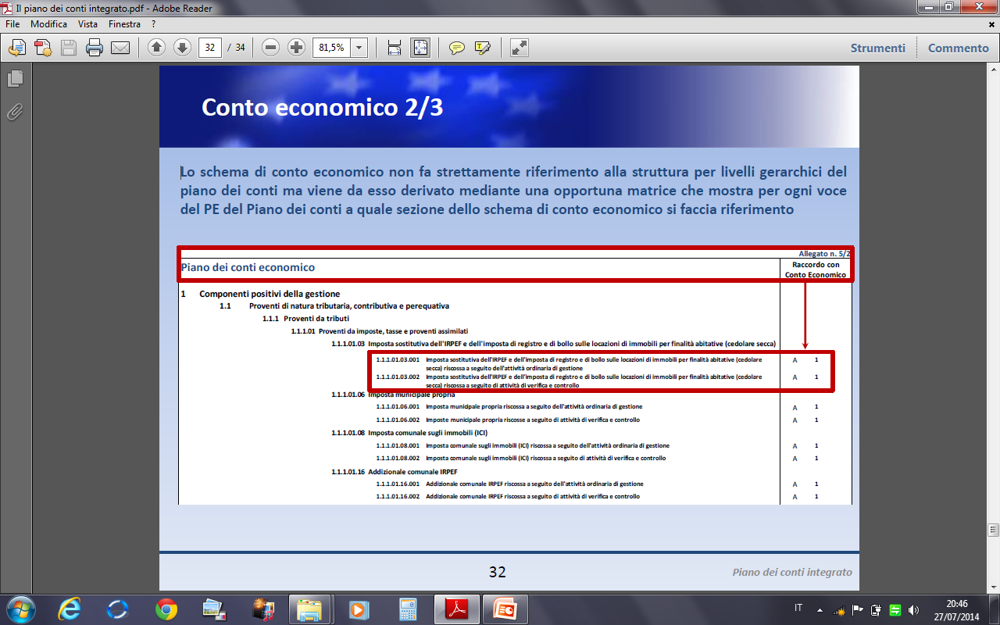 Il piano dei conti integrato.pdf - Adobe Reader
File Modifica Vista Finestra ?
32 / 34 81,5% Strumenti Commento
Conto economico 2/3
Lo schema di conto economico non fa strettamente riferimento alla struttura per livelli gerarchici del
piano dei conti ma viene da esso derivato mediante una opportuna matrice che mostra per ogni voce
del PE del Piano dei conti a quale sezione dello schema di conto economico si faccia riferimento
Allegato n. 5/2
Piano dei conti economico
Raccordo con
Conto Economico
1 Componenti positivi della gestione
1.1 Proventi di natura tributaria, contributiva e perequativa
1.1.1 Proventi da tributi
1.1.1.01 Proventi da imposte, tasse e proventi assimilati
1.1.1.01.03 Imposta sostitutiva dell'IRPEF e dell'imposta di registro e di bollo sulle locazioni di immobili per finalità abitative (cedolare secca)
1.1.1.01.03.001 Imposta sostitutiva dell'IRPEF e dell'imposta di registro e di bollo sulle locazioni di immobili per finalità abitative (cedolare A 1
secca) riscossa a seguito dell'attività ordinaria di gestione
1.1.1.01.03.002 Imposta sostitutiva dell'IRPEF e dell'imposta di registro e di bollo sulle locazioni di immobili per finalità abitative (cedolare A 1
secca) riscossa a seguito di attività di verifica e controllo
1.1.1.01.06 Imposta municipale propria
1.1.1.01.06.001 Imposta municipale propria riscossa a seguito dell'attività ordinaria di gestione A 1
1.1.1.01.06.002 Imposte municipale propria riscosse a seguito di attività di verifica e controllo A 1
1.1.1.01.08 Imposta comunale sugli immobili (ICI)
1.1.1.01.08.001 Imposta comunale sugli immobili (ICI) riscossa a seguito dell'attività ordinaria di gestione A 1
1.1.1.01.08.002 Imposta comunale sugli immobili (ICI) riscossa a seguito di attività di verifica e controllo A 1
1.1.1.01.16 Addizionale comunale IRPEF
1.1.1.01.16.001 Addizionale comunale IRPEF riscossa a seguito dell'attività ordinaria di gestione A 1
1.1.1.01.16.002 Addizionale comunale IRPEF riscossa a seguito di attività di verifica e controllo A 1
32
Piano dei conti integrato
IT
20:46
27/07/2014